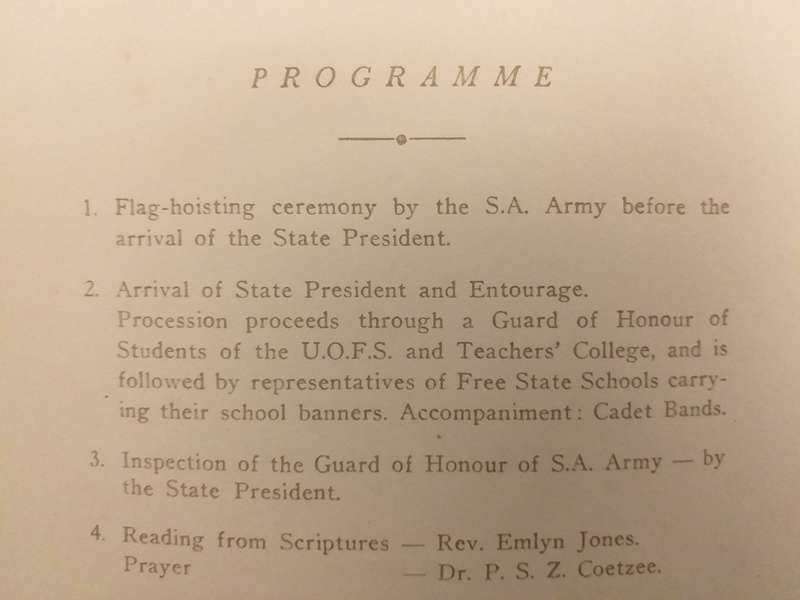 PROGRAMME
1. Flag-hoisting ceremony by the S.A. Army before the
arrival of the State President.
2. Arrival of State President and Entourage.
Procession proceeds through a Guard of Honour of
Students of the U.O.F.S. and Teachers' College, and is
followed by representatives of Free State Schools carry-
ing their school banners. Accompaniment: Cadet Bands.
3. Inspection of the Guard of Honour of S.A. Army — by
the State President.
4. Reading from Scriptures — Rev. Emlyn Jones.
Prayer — Dr. P. S. Z. Coetzee.